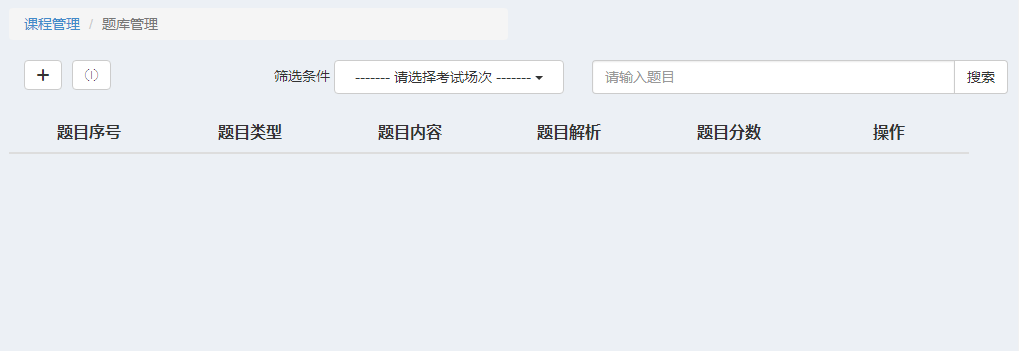 课程管理 / 题库管理
筛选条件 ------- 请选择考试场次 ------- 请输入题目 搜索
题目序号 题目类型 题目内容 题目解析 题目分数 操作